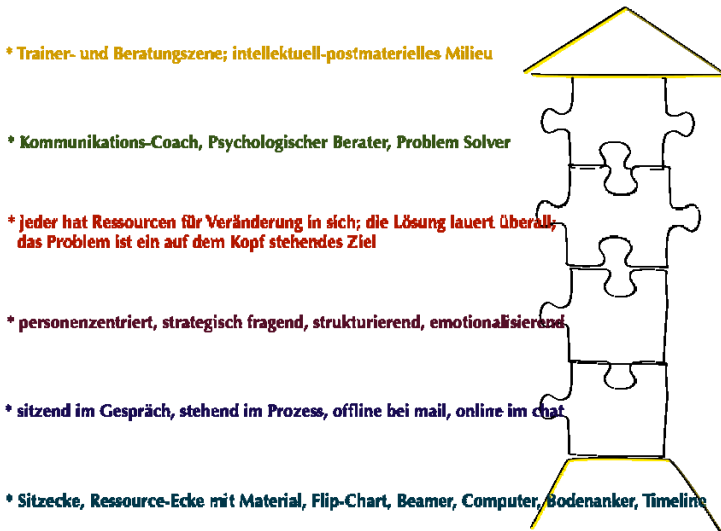 * Trainer- und Beratungszene; intellektuell-postmaterielles Milieu
* Kommunikations-Coach, Psychologischer Berater, Problem Solver
* jeder hat Ressourcen für Veränderung in sich; die Lösung lauert überall;
das Problem ist ein auf dem Kopf stehendes Ziel
* personenzentriert, strategisch fragend, strukturierend, emotionalisierend
* sitzend im Gespräch, stehend im Prozess, offline bei mail, online im chat
* Sitzecke, Ressource-Ecke mit Material, Flip-Chart, Beamer, Computer, Bodenanker, Timeline